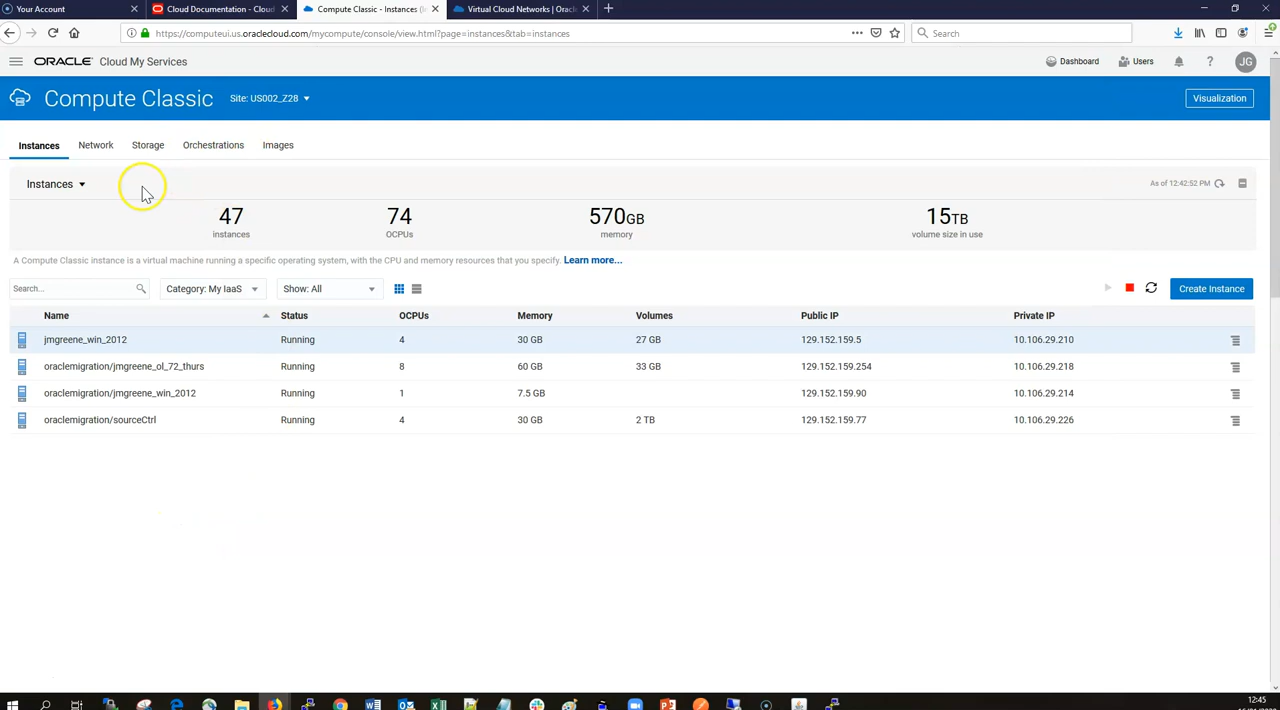 Your Account
Cloud Documentation - Cloud
Compute Classic - Instances (
Virtual Cloud Networks | Orac
https://computeui.us.oraclecloud.com/mycompute/console/view.html?page=instances&tab=instances
Search
ORACLE Cloud My Services
Dashboard
Users
?
JG
Compute Classic
Site: US002_Z28
Visualization
Instances
Network
Storage
Orchestrations
Images
Instances
As of 12:42:52 PM
47 74 570GB 15TB
instances OCPUs memory volume size in use
A Compute Classic instance is a virtual machine running a specific operating system, with the CPU and memory resources that you specify. Learn more...
Search...
Category: My IaaS
Show: All
Create Instance
Name Status OCPUs Memory Volumes Public IP Private IP
jmgreene_win_2012 Running 4 30 GB 27 GB 129.152.159.5 10.106.29.210
oraclemigration/jmgreene_ol_72_thurs Running 8 60 GB 33 GB 129.152.159.254 10.106.29.218
oraclemigration/jmgreene_win_2012 Running 1 7.5 GB 129.152.159.90 10.106.29.214
oraclemigration/sourceCtrl Running 4 30 GB 2 TB 129.152.159.77 10.106.29.226
12:45